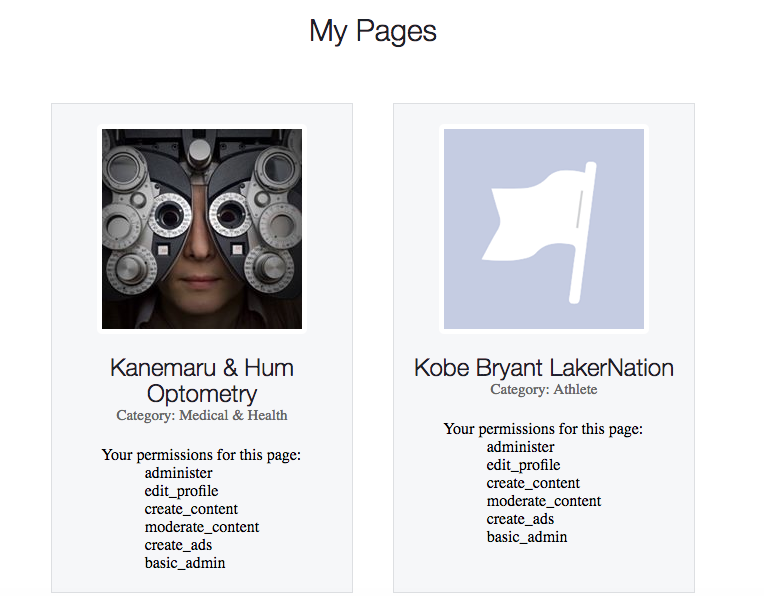 My Pages
Kanemaru & Hum
Optometry
Category: Medical & Health
Your permissions for this page:
administer
edit_profile
create_content
moderate_content
create_ads
basic_admin
Kobe Bryant LakerNation
Category: Athlete
Your permissions for this page:
administer
edit_profile
create_content
moderate_content
create_ads
basic_admin